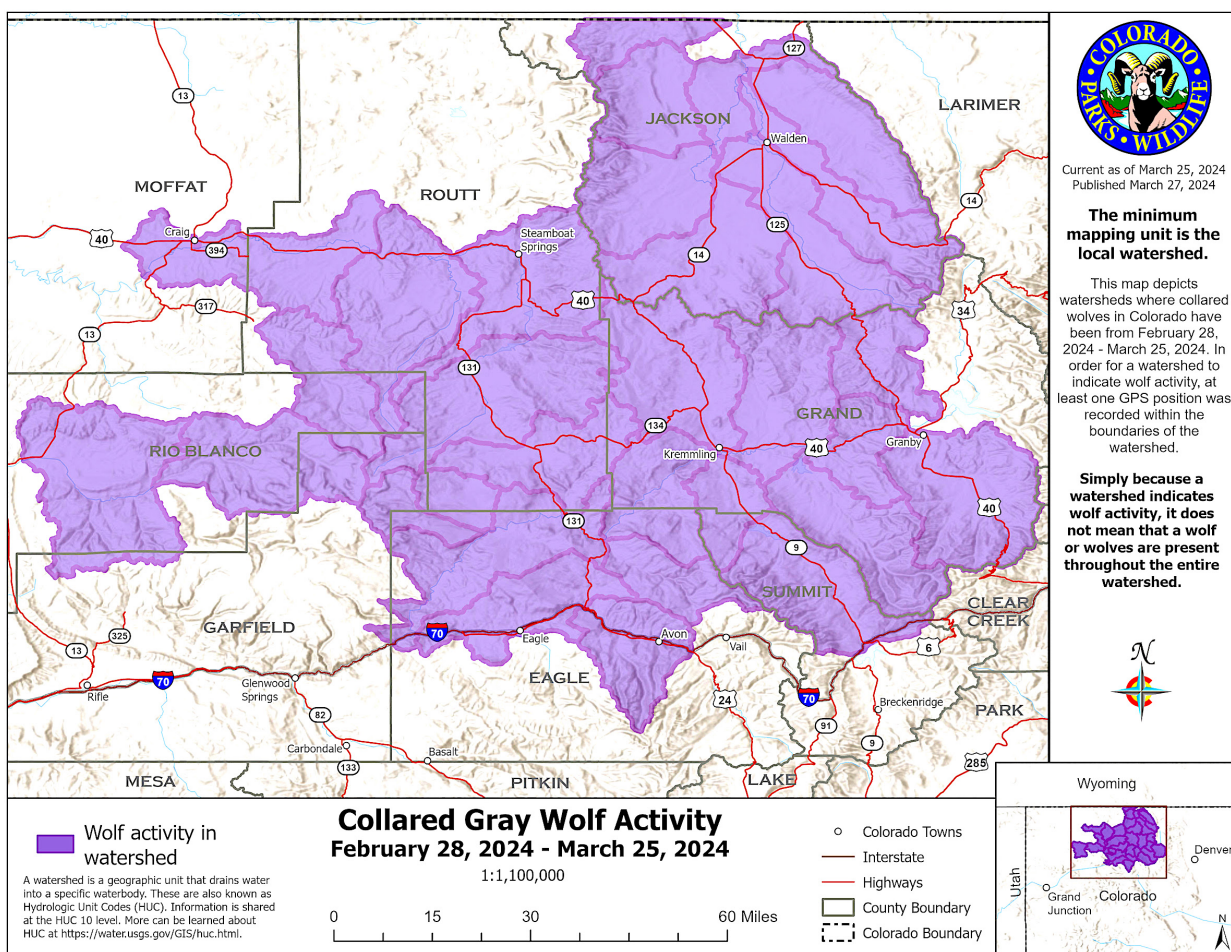 127
13
LARIMER
JACKSON
Walden
COLORADO
PARKS • WILDLIFE
Current as of March 25, 2024
Published March 27, 2024
The minimum
mapping unit is the
local watershed.
This map depicts
watersheds where collared
wolves in Colorado have
been from February 28,
2024 - March 25, 2024. In
order for a watershed to
indicate wolf activity, at
least one GPS position was
recorded within the
boundaries of the
watershed.
Simply because a
watershed indicates
wolf activity, it does
not mean that a wolf
or wolves are present
throughout the entire
watershed.
N
MOFFAT
ROUTT
14
125
Craig
40
394
Steamboat
Springs
14
40
317
13
34
131
GRAND
134
Kremmling
40
Granby
RIO BLANCO
40
131
9
SUMMIT
CLEAR
CREEK
GARFIELD
325
13
70
Eagle
Avon
Vail
6
EAGLE
Rifle
70
Glenwood
Springs
24
70
Breckenridge
PARK
82
91
9
Carbondale
Basalt
133
285
MESA
PITKIN
LAKE
Wolf activity in
watershed
A watershed is a geographic unit that drains water
into a specific waterbody. These are also known as
Hydrologic Unit Codes (HUC). Information is shared
at the HUC 10 level. More can be learned about
HUC at https://water.usgs.gov/GIS/huc.html.
Collared Gray Wolf Activity
February 28, 2024 - March 25, 2024
1:1,100,000
0 15 30 60 Miles
Colorado Towns
Interstate
Highways
County Boundary
Colorado Boundary
Wyoming
Utah
Denver
Grand
Junction
Colorado
N